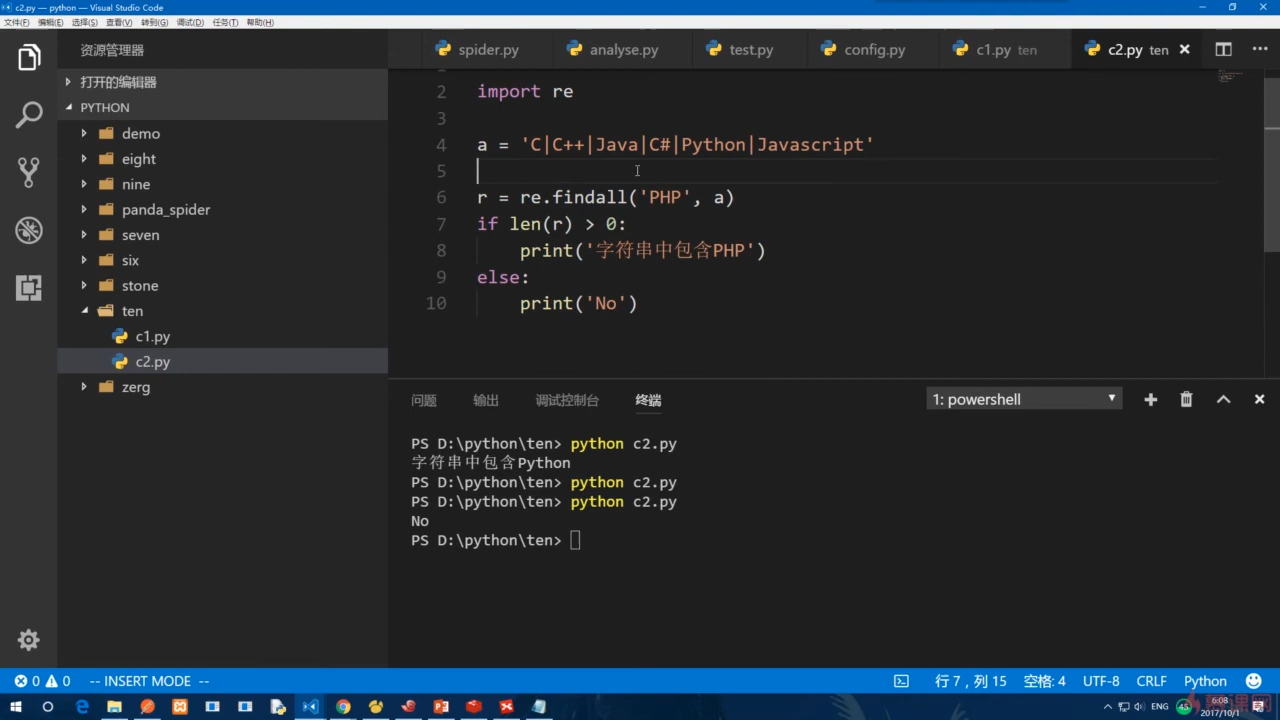 c2.py — python — Visual Studio Code
文件(F) 编辑(E) 选择(S) 查看(V) 转到(G) 调试(D) 任务(T) 帮助(H)
资源管理器
打开的编辑器
PYTHON
demo
eight
nine
panda_spider
seven
six
stone
ten
c1.py
c2.py
zerg
spider.py analyse.py test.py config.py c1.py ten c2.py ten
1
2 import re
3
4 a = 'C|C++|Java|C#|Python|Javascript'
5
6 r = re.findall('PHP', a)
7 if len(r) > 0:
8 print('字符串中包含PHP')
9 else:
10 print('No')
问题 输出 调试控制台 终端 1: powershell
PS D:\python\ten> python c2.py
字符串中包含Python
PS D:\python\ten> python c2.py
PS D:\python\ten> python c2.py
No
PS D:\python\ten>
0 0 -- INSERT MODE -- 行 7，列 15 空格: 4 UTF-8 CRLF Python
ENG 45 6:08
2017/10/1